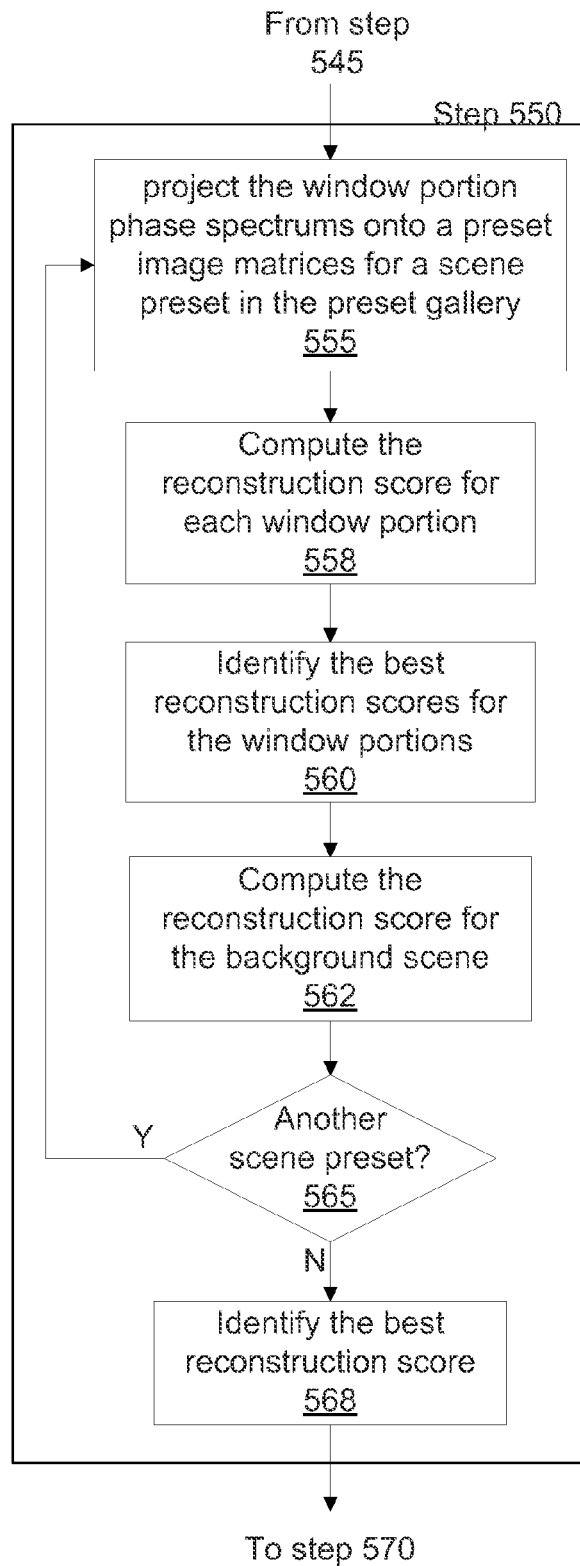 From step
545
Step 550
project the window portion
phase spectrums onto a preset
image matrices for a scene
preset in the preset gallery
555
Compute the
reconstruction score for
each window portion
558
Identify the best
reconstruction scores for
the window portions
560
Compute the
reconstruction score for
the background scene
562
Another
scene preset?
565
Y
N
Identify the best
reconstruction score
568
To step 570